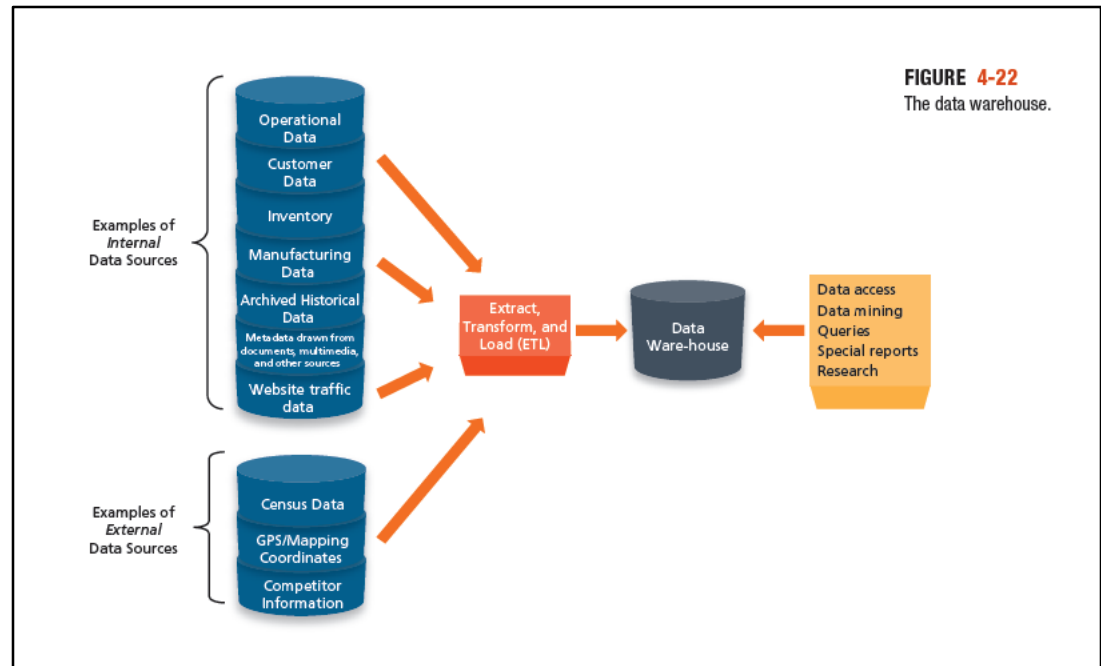 FIGURE 4-22
The data warehouse.
Examples of
Internal
Data Sources
Operational
Data
Customer
Data
Inventory
Manufacturing
Data
Archived Historical
Data
Metadata drawn from
documents, multimedia,
and other sources
Website traffic
data
Examples of
External
Data Sources
Census Data
GPS/Mapping
Coordinates
Competitor
Information
Extract,
Transform, and
Load (ETL)
Data
Ware-house
Data access
Data mining
Queries
Special reports
Research